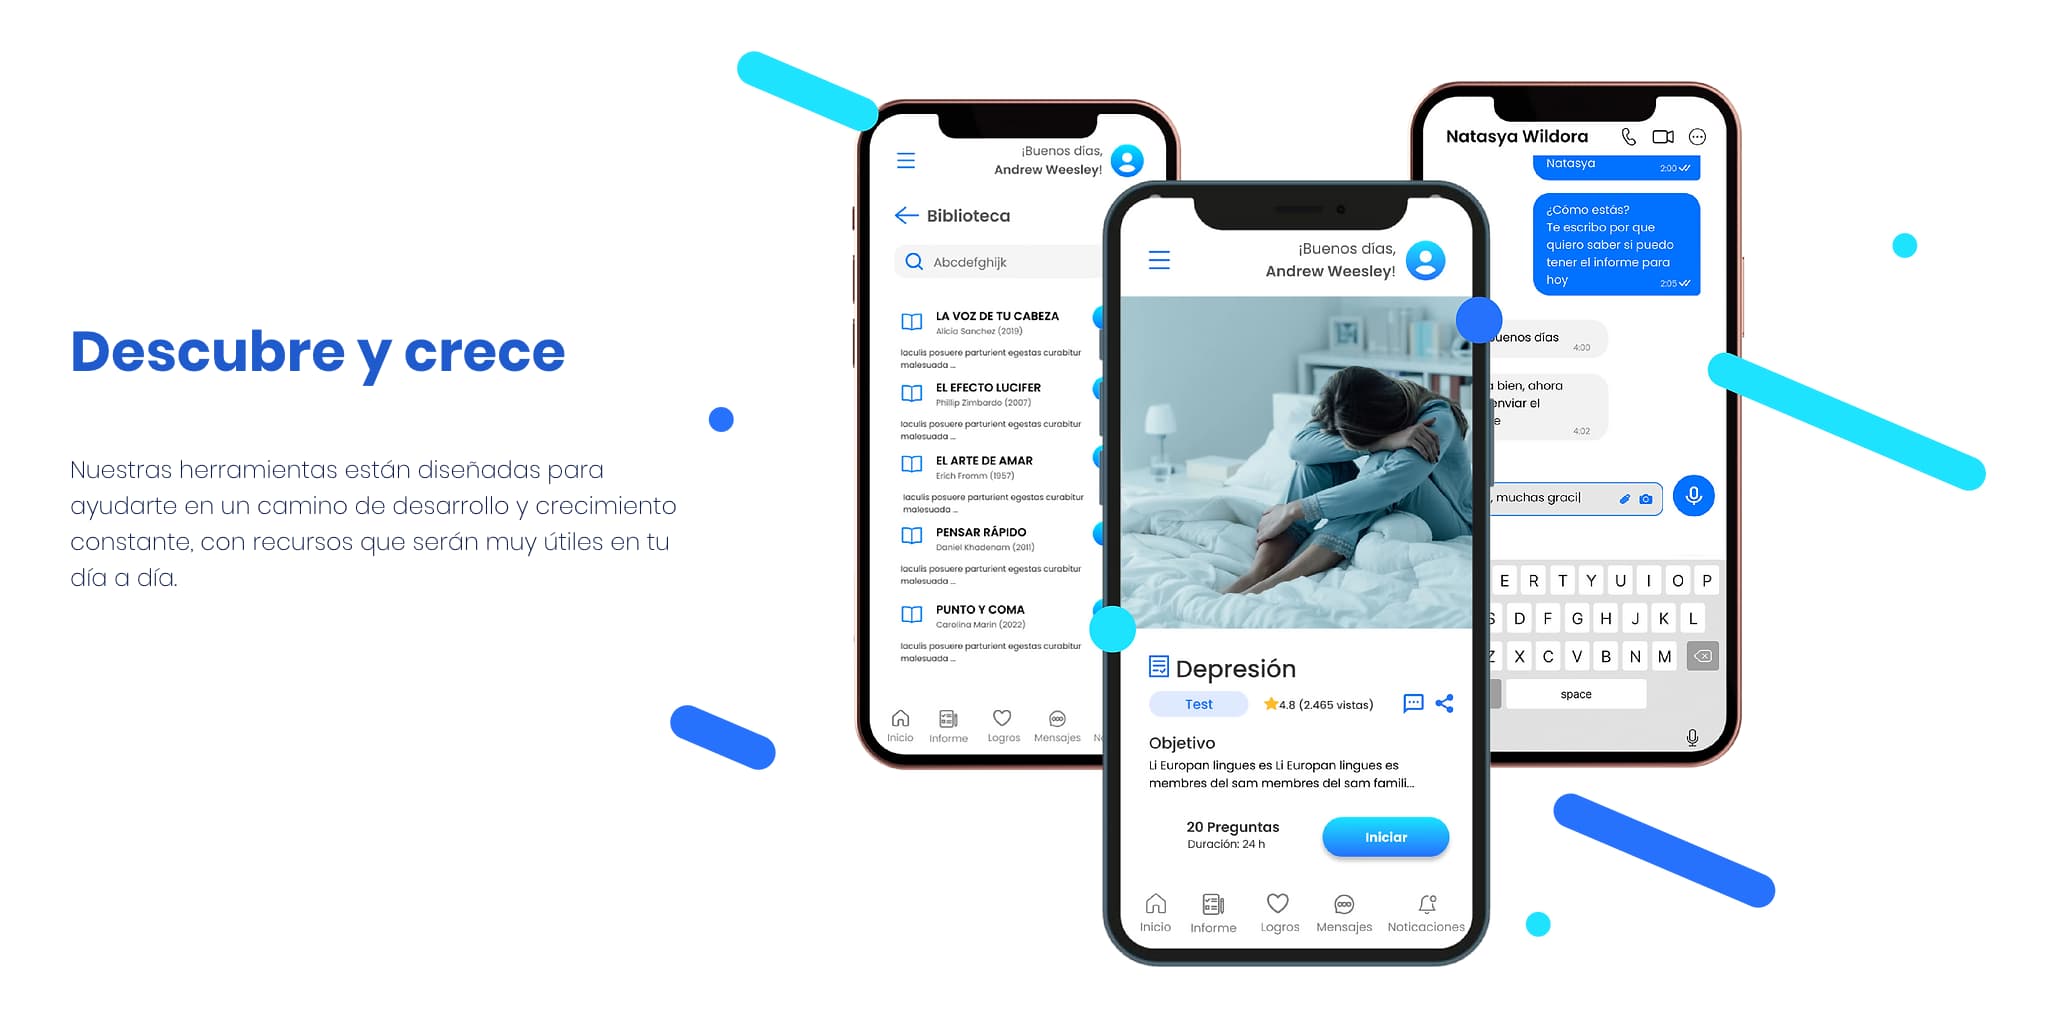 Descubre y crece
Nuestras herramientas están diseñadas para
ayudarte en un camino de desarrollo y crecimiento
constante, con recursos que serán muy útiles en tu
día a día.
¡Buenos días,
Andrew Weesley!
Biblioteca
Abcdefghijk
LA VOZ DE TU CABEZA
Alicia Sanchez (2019)
Iaculis posuere parturient egestas curabitur
malesuada ...
EL EFECTO LUCIFER
Phillip Zimbardo (2007)
Iaculis posuere parturient egestas curabitur
malesuada ...
EL ARTE DE AMAR
Erich Fromm (1957)
Iaculis posuere parturient egestas curabitur
malesuada ...
PENSAR RÁPIDO
Daniel Khadenam (2011)
Iaculis posuere parturient egestas curabitur
malesuada ...
PUNTO Y COMA
Carolina Marin (2022)
Iaculis posuere parturient egestas curabitur
malesuada ...
Inicio Informe Logros Mensajes N
¡Buenos días,
Andrew Weesley!
Depresión
Test 4.8 (2.465 vistas)
Objetivo
Li Europan lingues es Li Europan lingues es
membres del sam membres del sam famili...
20 Preguntas
Duración: 24 h
Iniciar
Inicio Informe Logros Mensajes Noticaciones
Natasya Wildora
Natasya
2:00
¿Cómo estás?
Te escribo por que
quiero saber si puedo
tener el informe para
hoy
2:05
uenos días
4:00
bien, ahora
enviar el
e
4:02
, muchas graci
E R T Y U I O P
S D F G H J K L
Z X C V B N M
space